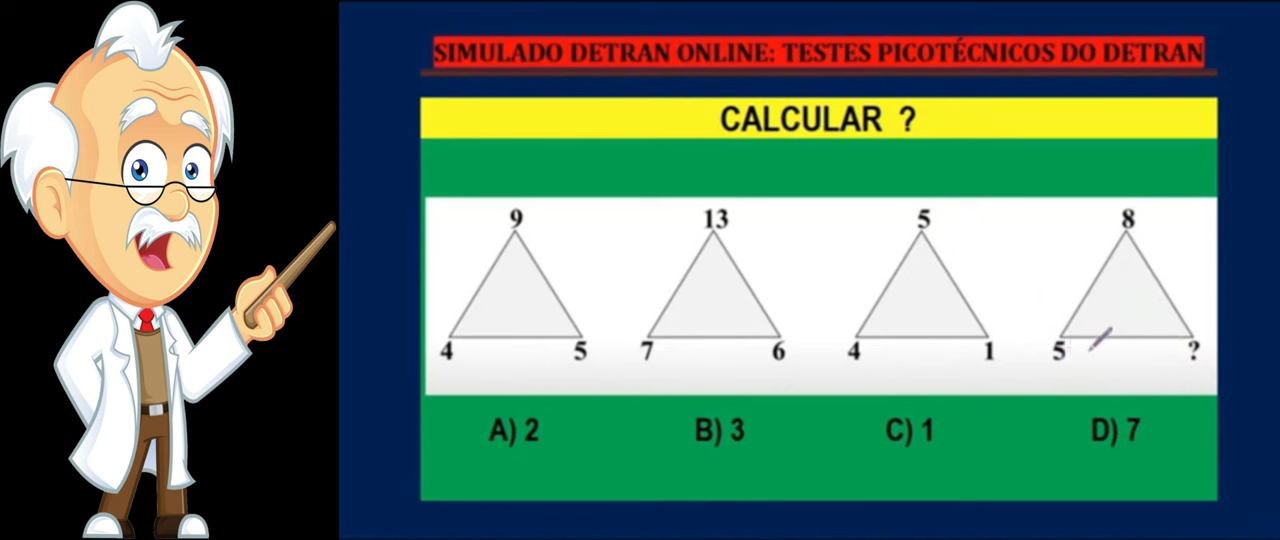 SIMULADO DETRAN ONLINE: TESTES PICOTÉCNICOS DO DETRAN
CALCULAR ?
9 13 5 8
4 5 7 6 4 1 5 ?
A) 2 B) 3 C) 1 D) 7